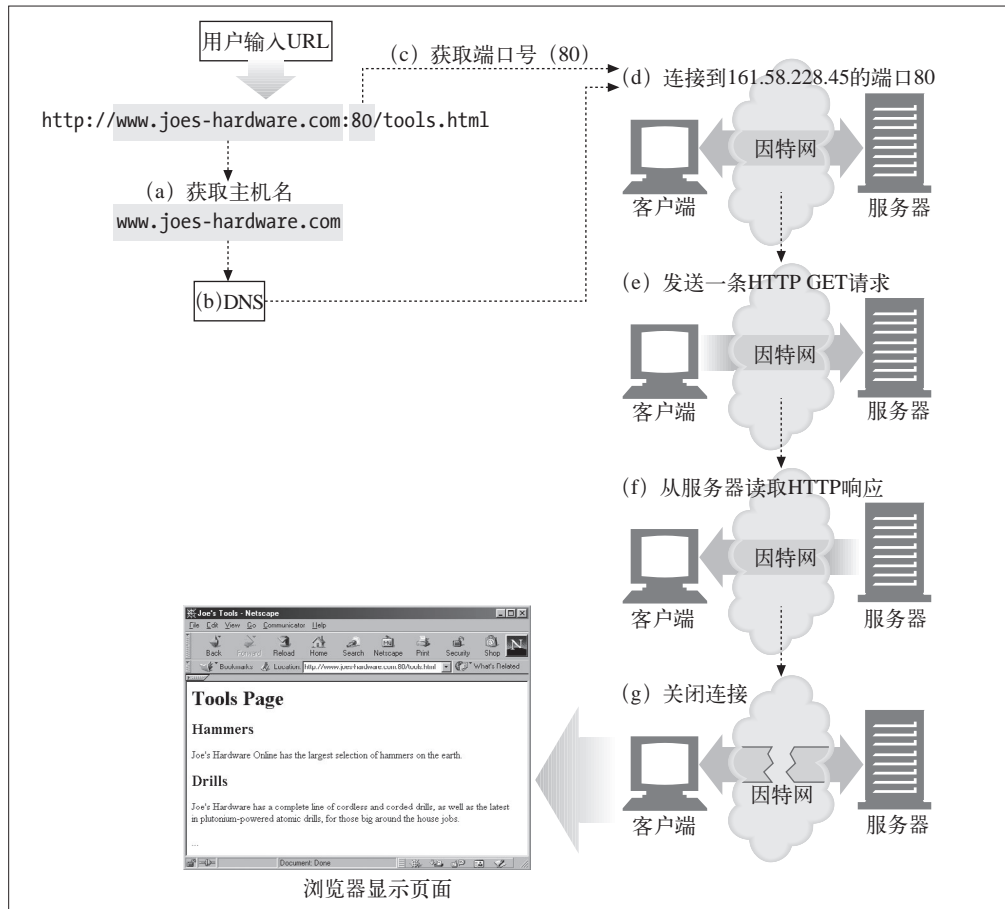 用户输入URL
(c) 获取端口号 (80)
http://www.joes-hardware.com:80/tools.html
(a) 获取主机名
www.joes-hardware.com
(b)DNS
(d) 连接到161.58.228.45的端口80
因特网
客户端
服务器
(e) 发送一条HTTP GET请求
因特网
客户端
服务器
(f) 从服务器读取HTTP响应
因特网
客户端
服务器
(g) 关闭连接
因特网
客户端
服务器
Joe's Tools - Netscape
File Edit View Go Communicator Help
Back Forward Reload Home Search Netscape Print Security Shop N
Bookmarks Location http://www.joes-hardware.com:80/tools.html What's Related
Tools Page
Hammers
Joe's Hardware Online has the largest selection of hammers on the earth.
Drills
Joe's Hardware has a complete line of cordless and corded drills, as well as the latest
in plutonium-powered atomic drills, for those big around the house jobs.
...
Document: Done
浏览器显示页面